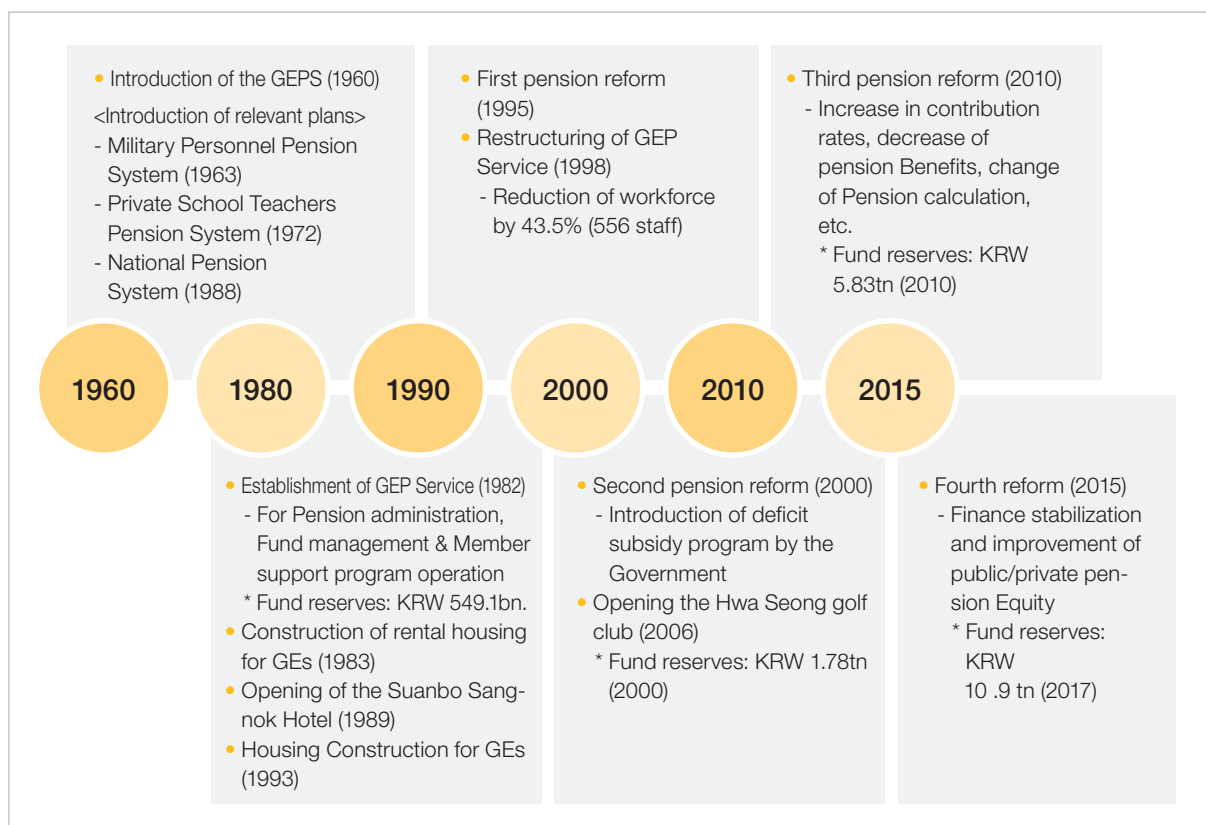 • Introduction of the GEPS (1960)
<Introduction of relevant plans>
- Military Personnel Pension
System (1963)
- Private School Teachers
Pension System (1972)
- National Pension
System (1988)
• First pension reform
(1995)
• Restructuring of GEP
Service (1998)
- Reduction of workforce
by 43.5% (556 staff)
• Third pension reform (2010)
- Increase in contribution
rates, decrease of
pension Benefits, change
of Pension calculation,
etc.
* Fund reserves: KRW
5.83tn (2010)
1960
1980
1990
2000
2010
2015
• Establishment of GEP Service (1982)
- For Pension administration,
Fund management & Member
support program operation
* Fund reserves: KRW 549.1bn.
• Construction of rental housing
for GEs (1983)
• Opening of the Suanbo Sang-
nok Hotel (1989)
• Housing Construction for GEs
(1993)
• Second pension reform (2000)
- Introduction of deficit
subsidy program by the
Government
• Opening the Hwa Seong golf
club (2006)
* Fund reserves: KRW 1.78tn
(2000)
• Fourth reform (2015)
- Finance stabilization
and improvement of
public/private pen-
sion Equity
* Fund reserves:
KRW
10 .9 tn (2017)